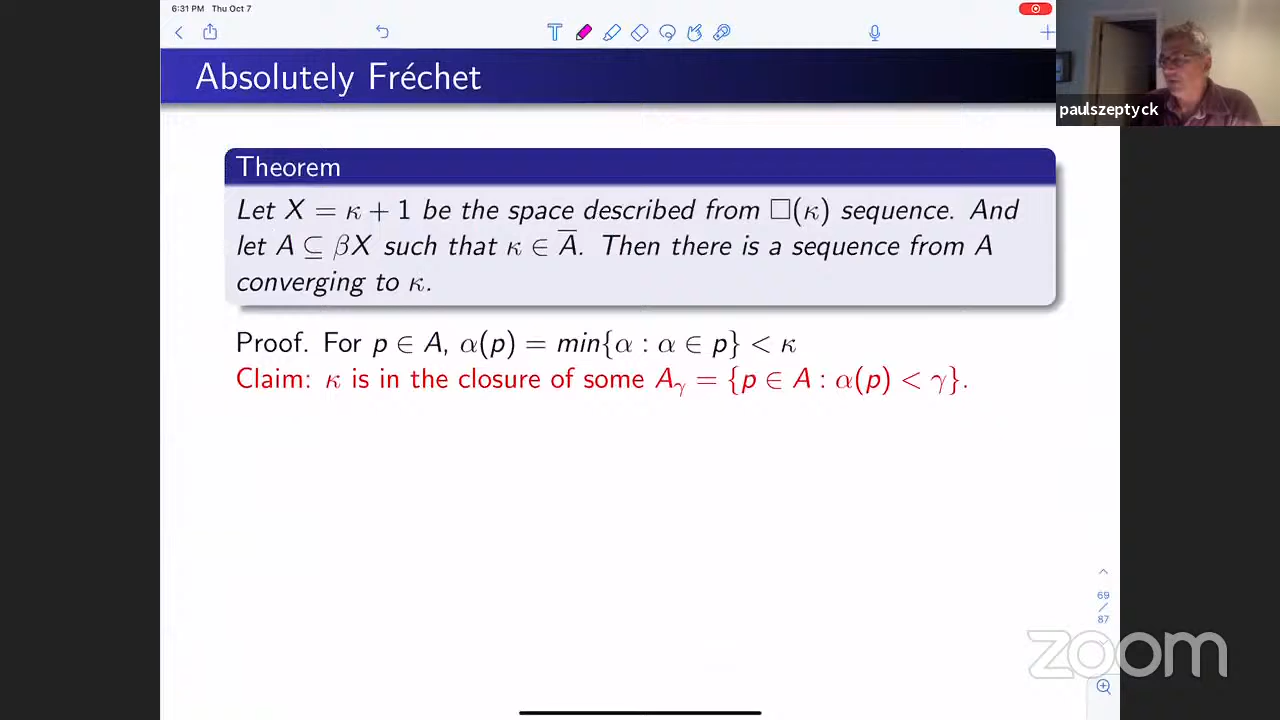 6:31 PM Thu Oct 7
Absolutely Fréchet
paulszeptyck
Theorem
Let X = κ + 1 be the space described from □(κ) sequence. And
let A ⊆ βX such that κ ∈ A̅. Then there is a sequence from A
converging to κ.
Proof. For p ∈ A, α(p) = min{α : α ∈ p} < κ
Claim: κ is in the closure of some A_γ = {p ∈ A : α(p) < γ}.
69
/
87
zoom